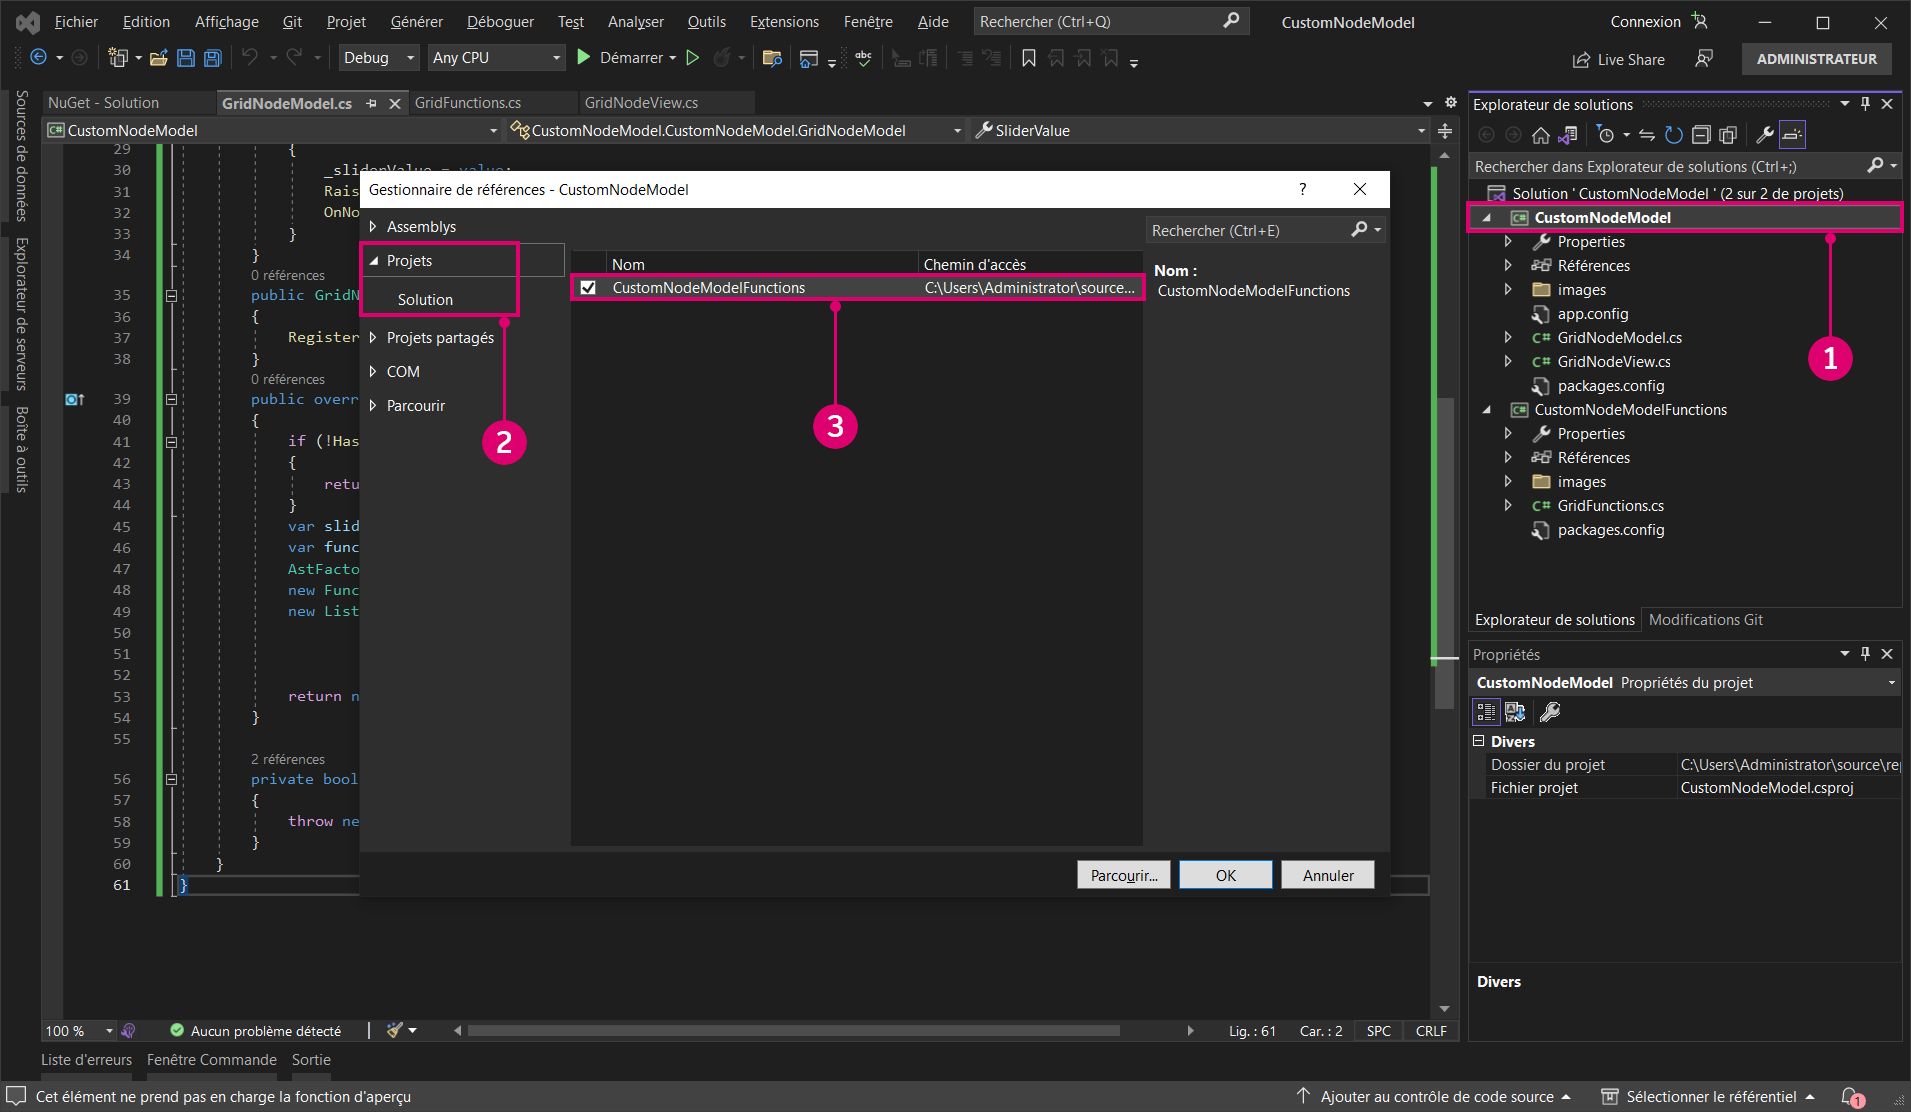 Fichier Edition Affichage Git Projet Générer Déboguer Test Analyser Outils Extensions Fenêtre Aide Rechercher (Ctrl+Q) CustomNodeModel Connexion
Debug Any CPU Démarrer Live Share ADMINISTRATEUR
NuGet - Solution GridNodeModel.cs GridFunctions.cs GridNodeView.cs
CustomNodeModel CustomNodeModel.CustomNodeModel.GridNodeModel SliderValue
Sources de données
Explorateur de serveurs
Boîte à outils
29 {
30 _sliderValue = value;
31 Rais
32 OnNo
33 }
34 }
0 références
35 public GridN
36 {
37 Register
38 }
0 références
39 public overr
40 {
41 if (!Has
42 {
43 retu
44 }
45 var slid
46 var func
47 AstFacto
48 new Func
49 new List
50
51
52
53 return n
54 }
55
2 références
56 private bool
57 {
58 throw ne
59 }
60 }
61 }
Gestionnaire de références - CustomNodeModel ?
Assemblys
Projets
Solution
Projets partagés
COM
Parcourir
2
Nom Chemin d'accès
CustomNodeModelFunctions C:\Users\Administrator\source...
3
Rechercher (Ctrl+E)
Nom :
CustomNodeModelFunctions
Parcourir... OK Annuler
Explorateur de solutions
Rechercher dans Explorateur de solutions (Ctrl+;)
Solution ' CustomNodeModel ' (2 sur 2 de projets)
C# CustomNodeModel
Properties
Références
images
app.config
C# GridNodeModel.cs
C# GridNodeView.cs
packages.config
1
C# CustomNodeModelFunctions
Properties
Références
images
C# GridFunctions.cs
packages.config
Explorateur de solutions Modifications Git
Propriétés
CustomNodeModel Propriétés du projet
Divers
Dossier du projet C:\Users\Administrator\source\rep
Fichier projet CustomNodeModel.csproj
Divers
100 % Aucun problème détecté Lig. : 61 Car. : 2 SPC CRLF
Liste d'erreurs Fenêtre Commande Sortie
Cet élément ne prend pas en charge la fonction d'aperçu Ajouter au contrôle de code source Sélectionner le référentiel 1